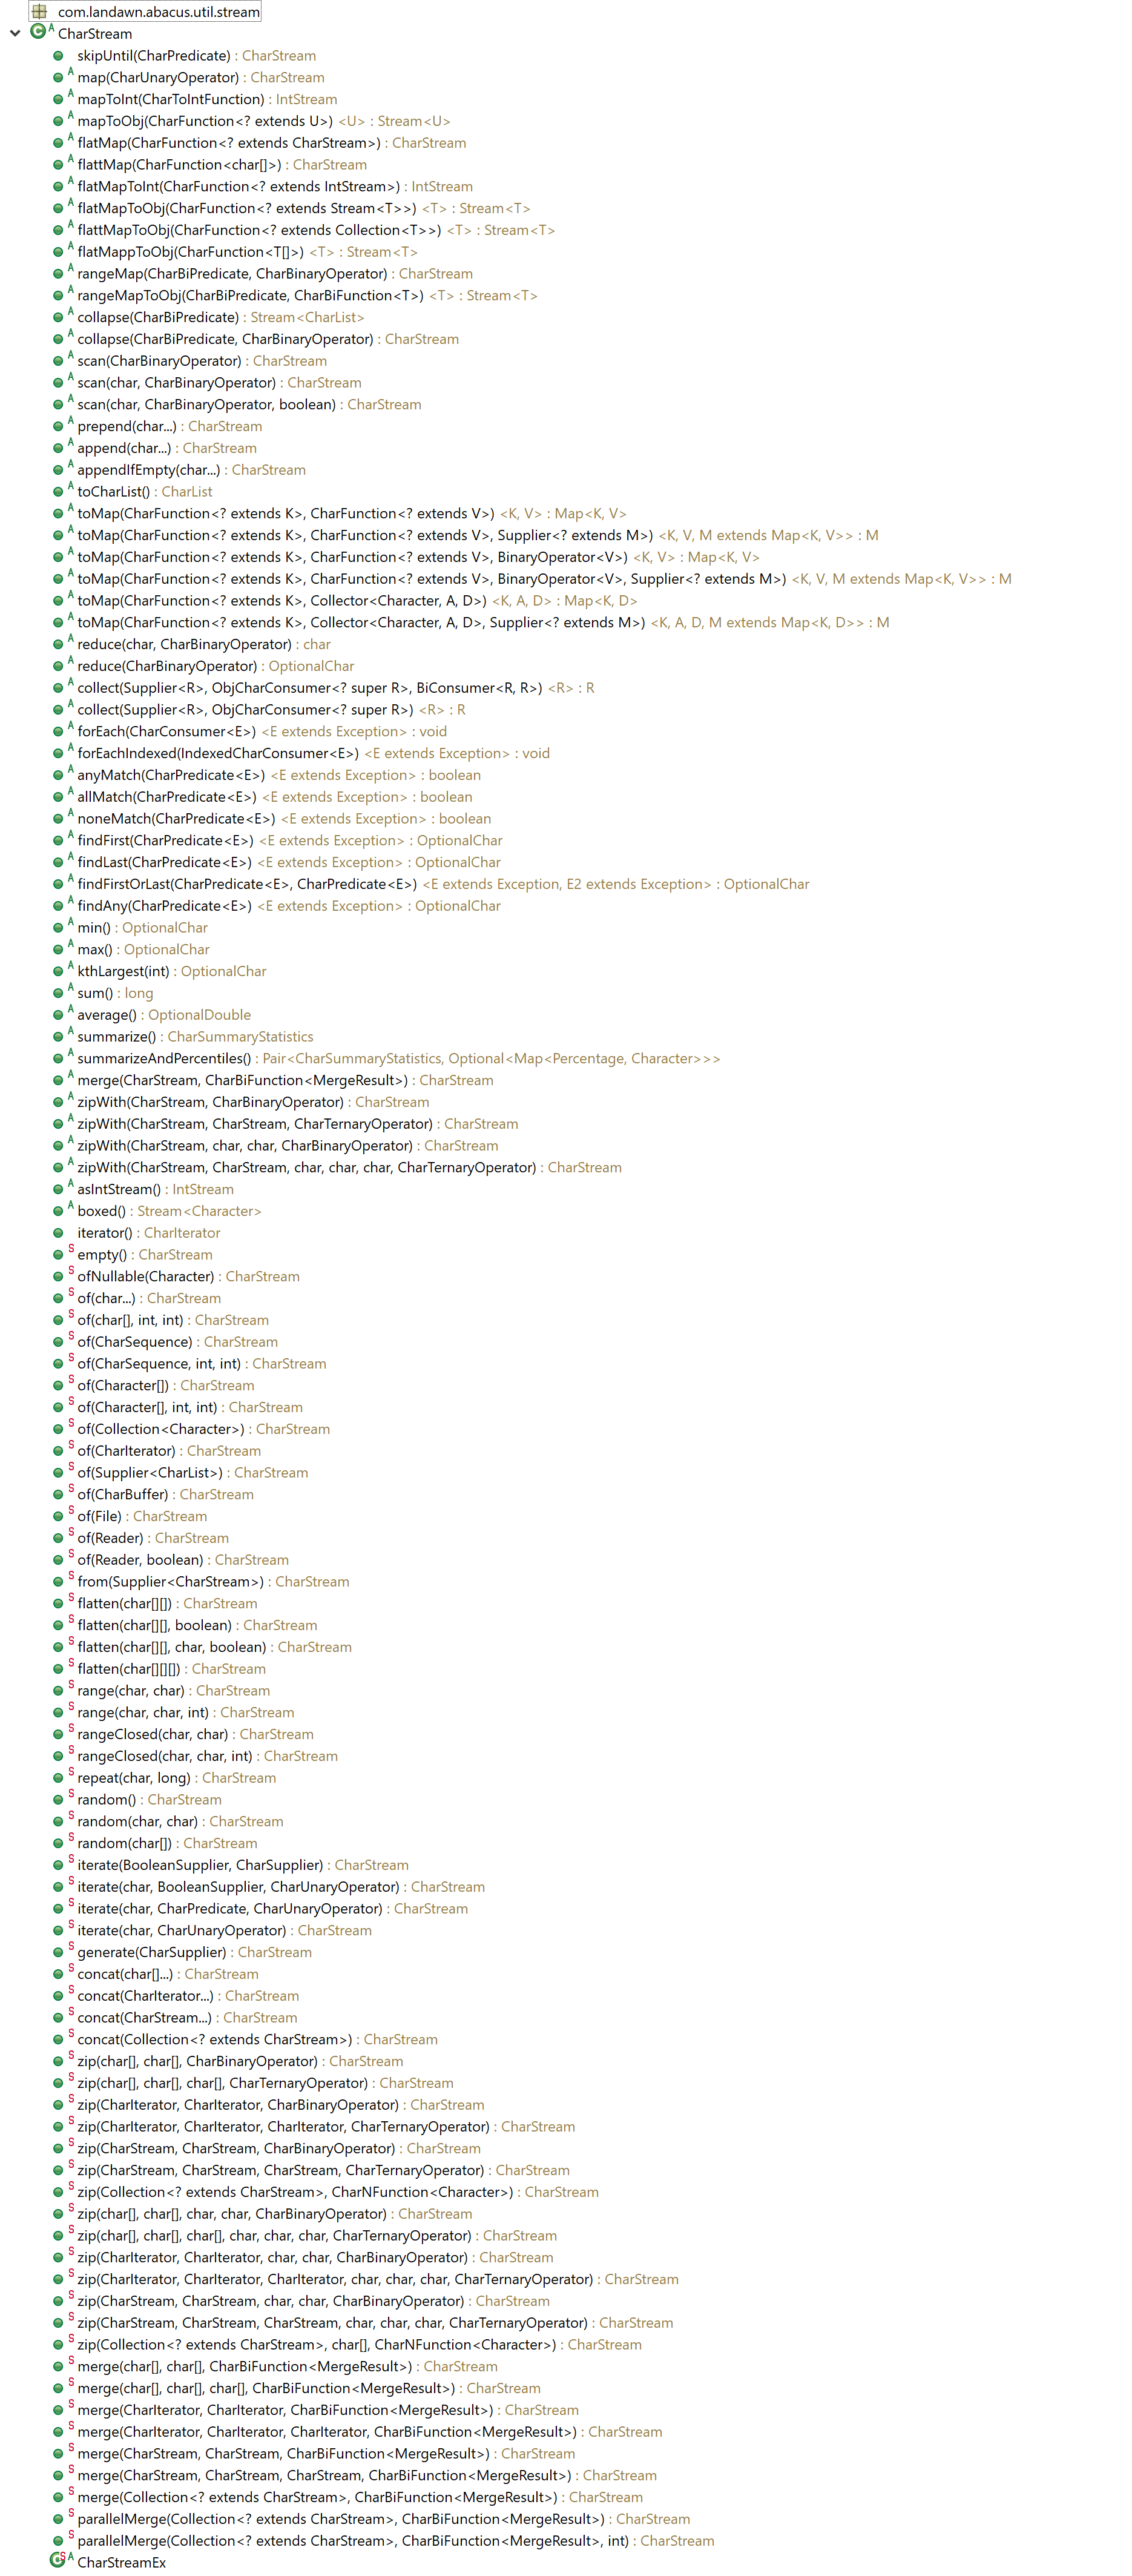 com.landawn.abacus.util.stream
CharStream
skipUntil(CharPredicate) : CharStream
map(CharUnaryOperator) : CharStream
mapToInt(CharToIntFunction) : IntStream
mapToObj(CharFunction<? extends U>) <U> : Stream<U>
flatMap(CharFunction<? extends CharStream>) : CharStream
flattMap(CharFunction<char[]>) : CharStream
flatMapToInt(CharFunction<? extends IntStream>) : IntStream
flatMapToObj(CharFunction<? extends Stream<T>>) <T> : Stream<T>
flattMapToObj(CharFunction<? extends Collection<T>>) <T> : Stream<T>
flatMappToObj(CharFunction<T[]>) <T> : Stream<T>
rangeMap(CharBiPredicate, CharBinaryOperator) : CharStream
rangeMapToObj(CharBiPredicate, CharBiFunction<T>) <T> : Stream<T>
collapse(CharBiPredicate) : Stream<CharList>
collapse(CharBiPredicate, CharBinaryOperator) : CharStream
scan(CharBinaryOperator) : CharStream
scan(char, CharBinaryOperator) : CharStream
scan(char, CharBinaryOperator, boolean) : CharStream
prepend(char...) : CharStream
append(char...) : CharStream
appendIfEmpty(char...) : CharStream
toCharList() : CharList
toMap(CharFunction<? extends K>, CharFunction<? extends V>) <K, V> : Map<K, V>
toMap(CharFunction<? extends K>, CharFunction<? extends V>, Supplier<? extends M>) <K, V, M extends Map<K, V>> : M
toMap(CharFunction<? extends K>, CharFunction<? extends V>, BinaryOperator<V>) <K, V> : Map<K, V>
toMap(CharFunction<? extends K>, CharFunction<? extends V>, BinaryOperator<V>, Supplier<? extends M>) <K, V, M extends Map<K, V>> : M
toMap(CharFunction<? extends K>, Collector<Character, A, D>) <K, A, D> : Map<K, D>
toMap(CharFunction<? extends K>, Collector<Character, A, D>, Supplier<? extends M>) <K, A, D, M extends Map<K, D>> : M
reduce(char, CharBinaryOperator) : char
reduce(CharBinaryOperator) : OptionalChar
collect(Supplier<R>, ObjCharConsumer<? super R>, BiConsumer<R, R>) <R> : R
collect(Supplier<R>, ObjCharConsumer<? super R>) <R> : R
forEach(CharConsumer<E>) <E extends Exception> : void
forEachIndexed(IndexedCharConsumer<E>) <E extends Exception> : void
anyMatch(CharPredicate<E>) <E extends Exception> : boolean
allMatch(CharPredicate<E>) <E extends Exception> : boolean
noneMatch(CharPredicate<E>) <E extends Exception> : boolean
findFirst(CharPredicate<E>) <E extends Exception> : OptionalChar
findLast(CharPredicate<E>) <E extends Exception> : OptionalChar
findFirstOrLast(CharPredicate<E>, CharPredicate<E>) <E extends Exception, E2 extends Exception> : OptionalChar
findAny(CharPredicate<E>) <E extends Exception> : OptionalChar
min() : OptionalChar
max() : OptionalChar
kthLargest(int) : OptionalChar
sum() : long
average() : OptionalDouble
summarize() : CharSummaryStatistics
summarizeAndPercentiles() : Pair<CharSummaryStatistics, Optional<Map<Percentage, Character>>>
merge(CharStream, CharBiFunction<MergeResult>) : CharStream
zipWith(CharStream, CharBinaryOperator) : CharStream
zipWith(CharStream, CharStream, CharTernaryOperator) : CharStream
zipWith(CharStream, char, char, CharBinaryOperator) : CharStream
zipWith(CharStream, CharStream, char, char, char, CharTernaryOperator) : CharStream
asIntStream() : IntStream
boxed() : Stream<Character>
iterator() : CharIterator
empty() : CharStream
ofNullable(Character) : CharStream
of(char...) : CharStream
of(char[], int, int) : CharStream
of(CharSequence) : CharStream
of(CharSequence, int, int) : CharStream
of(Character[]) : CharStream
of(Character[], int, int) : CharStream
of(Collection<Character>) : CharStream
of(CharIterator) : CharStream
of(Supplier<CharList>) : CharStream
of(CharBuffer) : CharStream
of(File) : CharStream
of(Reader) : CharStream
of(Reader, boolean) : CharStream
from(Supplier<CharStream>) : CharStream
flatten(char[][]) : CharStream
flatten(char[][], boolean) : CharStream
flatten(char[][], char, boolean) : CharStream
flatten(char[][][]) : CharStream
range(char, char) : CharStream
range(char, char, int) : CharStream
rangeClosed(char, char) : CharStream
rangeClosed(char, char, int) : CharStream
repeat(char, long) : CharStream
random() : CharStream
random(char, char) : CharStream
random(char[]) : CharStream
iterate(BooleanSupplier, CharSupplier) : CharStream
iterate(char, BooleanSupplier, CharUnaryOperator) : CharStream
iterate(char, CharPredicate, CharUnaryOperator) : CharStream
iterate(char, CharUnaryOperator) : CharStream
generate(CharSupplier) : CharStream
concat(char[]...) : CharStream
concat(CharIterator...) : CharStream
concat(CharStream...) : CharStream
concat(Collection<? extends CharStream>) : CharStream
zip(char[], char[], CharBinaryOperator) : CharStream
zip(char[], char[], char[], CharTernaryOperator) : CharStream
zip(CharIterator, CharIterator, CharBinaryOperator) : CharStream
zip(CharIterator, CharIterator, CharIterator, CharTernaryOperator) : CharStream
zip(CharStream, CharStream, CharBinaryOperator) : CharStream
zip(CharStream, CharStream, CharStream, CharTernaryOperator) : CharStream
zip(Collection<? extends CharStream>, CharNFunction<Character>) : CharStream
zip(char[], char[], char, char, CharBinaryOperator) : CharStream
zip(char[], char[], char[], char, char, char, CharTernaryOperator) : CharStream
zip(CharIterator, CharIterator, char, char, CharBinaryOperator) : CharStream
zip(CharIterator, CharIterator, CharIterator, char, char, char, CharTernaryOperator) : CharStream
zip(CharStream, CharStream, char, char, CharBinaryOperator) : CharStream
zip(CharStream, CharStream, CharStream, char, char, char, CharTernaryOperator) : CharStream
zip(Collection<? extends CharStream>, char[], CharNFunction<Character>) : CharStream
merge(char[], char[], CharBiFunction<MergeResult>) : CharStream
merge(char[], char[], char[], CharBiFunction<MergeResult>) : CharStream
merge(CharIterator, CharIterator, CharBiFunction<MergeResult>) : CharStream
merge(CharIterator, CharIterator, CharIterator, CharBiFunction<MergeResult>) : CharStream
merge(CharStream, CharStream, CharBiFunction<MergeResult>) : CharStream
merge(CharStream, CharStream, CharStream, CharBiFunction<MergeResult>) : CharStream
merge(Collection<? extends CharStream>, CharBiFunction<MergeResult>) : CharStream
parallelMerge(Collection<? extends CharStream>, CharBiFunction<MergeResult>) : CharStream
parallelMerge(Collection<? extends CharStream>, CharBiFunction<MergeResult>, int) : CharStream
CharStreamEx